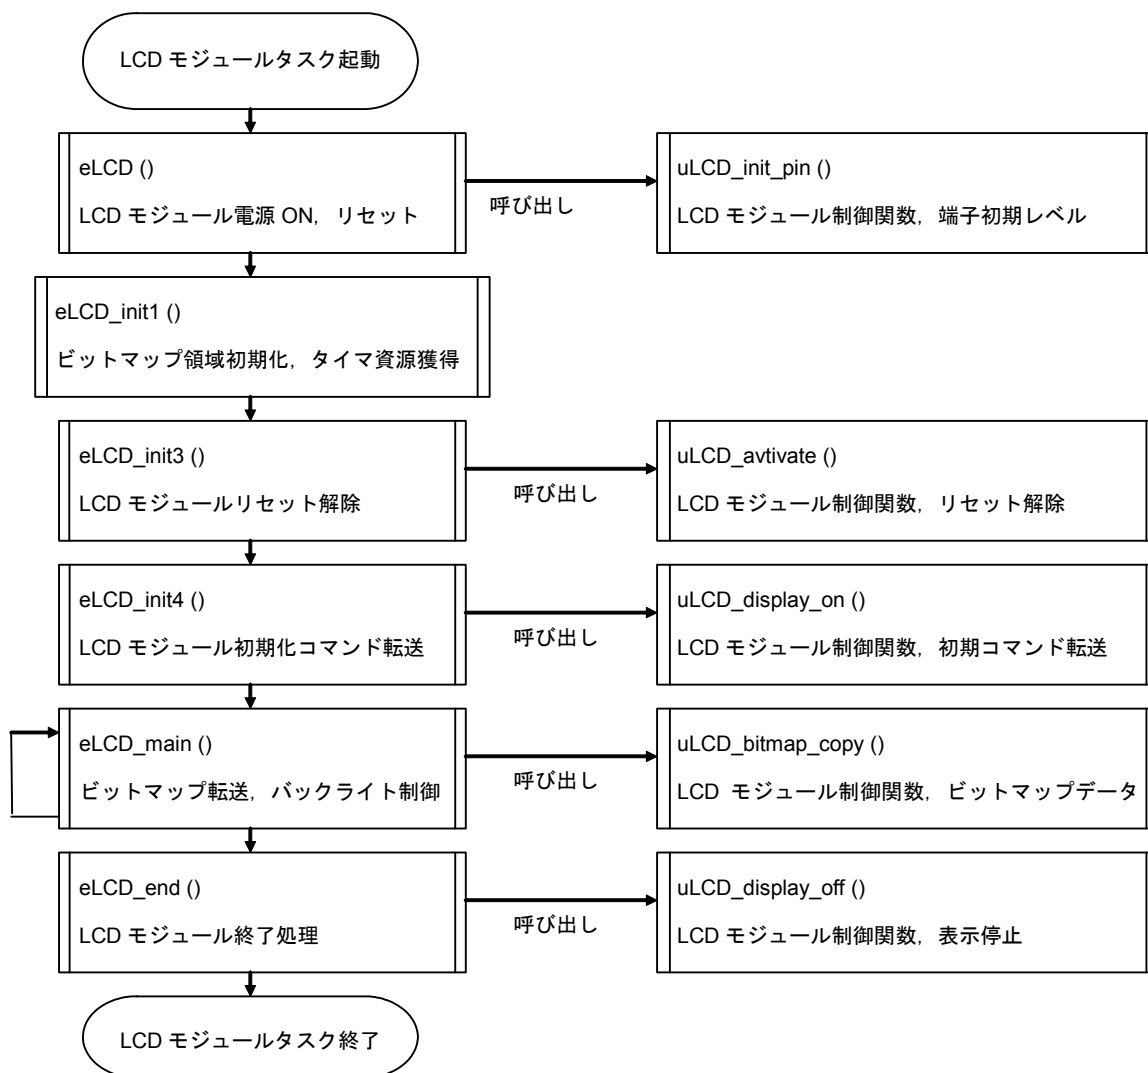 LCD モジュールタスク起動
eLCD ()
LCD モジュール電源 ON，リセット
呼び出し
uLCD_init_pin ()
LCD モジュール制御関数，端子初期レベル
eLCD_init1 ()
ビットマップ領域初期化，タイマ資源獲得
eLCD_init3 ()
LCD モジュールリセット解除
呼び出し
uLCD_avtivate ()
LCD モジュール制御関数，リセット解除
eLCD_init4 ()
LCD モジュール初期化コマンド転送
呼び出し
uLCD_display_on ()
LCD モジュール制御関数，初期コマンド転送
eLCD_main ()
ビットマップ転送，バックライト制御
呼び出し
uLCD_bitmap_copy ()
LCD モジュール制御関数，ビットマップデータ
eLCD_end ()
LCD モジュール終了処理
呼び出し
uLCD_display_off ()
LCD モジュール制御関数，表示停止
LCD モジュールタスク終了